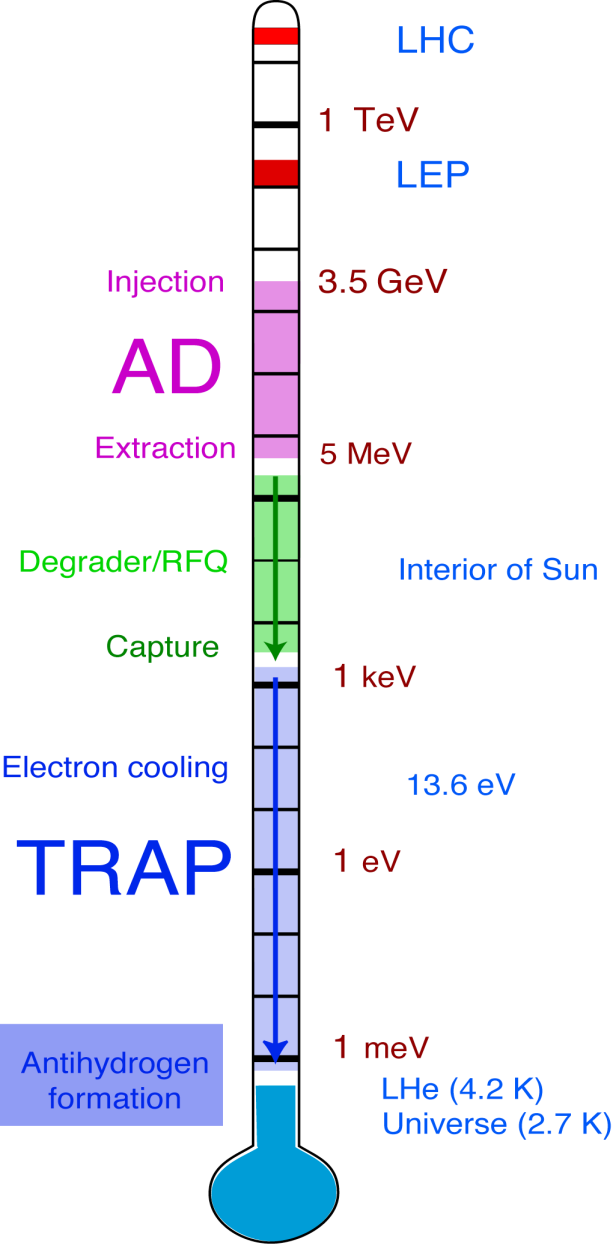 LHC
1 TeV
LEP
Injection
3.5 GeV
AD
Extraction
5 MeV
Degrader/RFQ
Interior of Sun
Capture
1 keV
Electron cooling
13.6 eV
TRAP
1 eV
1 meV
Antihydrogen
formation
LHe (4.2 K)
Universe (2.7 K)